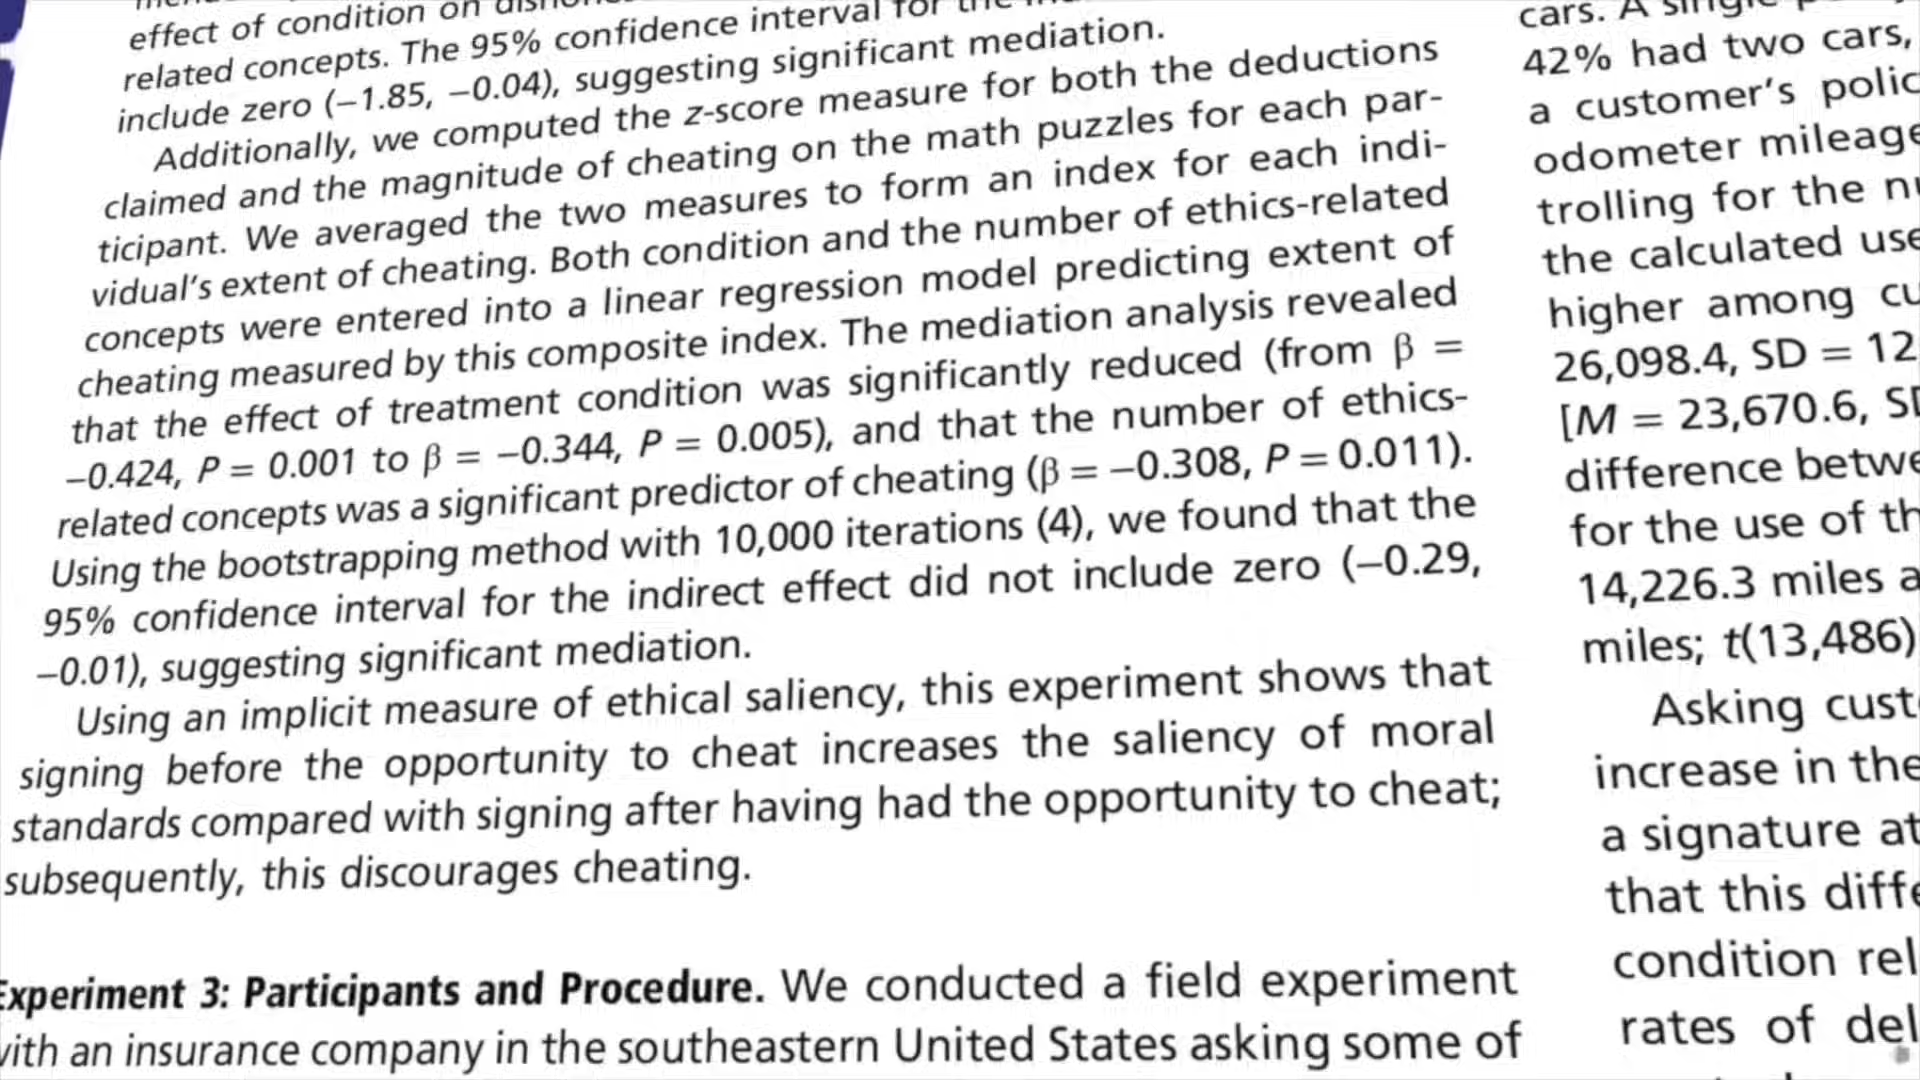 effect of condition on
related concepts. The 95% confidence interval for
include zero (−1.85, −0.04), suggesting significant mediation.
Additionally, we computed the z-score measure for both the deductions
claimed and the magnitude of cheating on the math puzzles for each par-
ticipant. We averaged the two measures to form an index for each indi-
vidual's extent of cheating. Both condition and the number of ethics-related
concepts were entered into a linear regression model predicting extent of
cheating measured by this composite index. The mediation analysis revealed
that the effect of treatment condition was significantly reduced (from β =
−0.424, P = 0.001 to β = −0.344, P = 0.005), and that the number of ethics-
related concepts was a significant predictor of cheating (β = −0.308, P = 0.011).
Using the bootstrapping method with 10,000 iterations (4), we found that the
95% confidence interval for the indirect effect did not include zero (−0.29,
−0.01), suggesting significant mediation.
Using an implicit measure of ethical saliency, this experiment shows that
signing before the opportunity to cheat increases the saliency of moral
standards compared with signing after having had the opportunity to cheat;
subsequently, this discourages cheating.
Experiment 3: Participants and Procedure. We conducted a field experiment
with an insurance company in the southeastern United States asking some of
cars. A
42% had two cars,
a customer's
odometer
trolling for the
the calculated
higher among
26,098.4, SD = 12
[M = 23,670.6,
difference
for the use of
14,226.3 miles
miles; t(13,486)
Asking
increase in the
a signature at
that this
condition
rates of